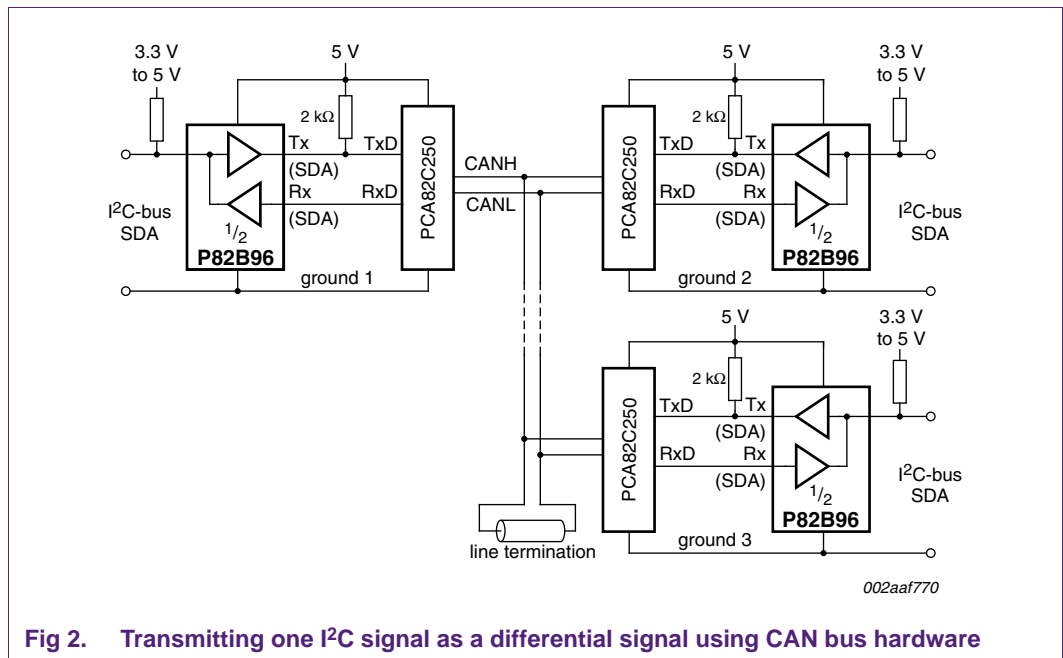 3.3 V
to 5 V
5 V
2 kΩ
Tx
(SDA)
TxD
Rx
(SDA)
RxD
I²C-bus
SDA
1/2
P82B96
PCA82C250
ground 1
CANH
CANL
5 V
3.3 V
to 5 V
2 kΩ
TxD
Tx
(SDA)
RxD
Rx
(SDA)
PCA82C250
1/2
P82B96
I²C-bus
SDA
ground 2
5 V
3.3 V
to 5 V
2 kΩ
TxD
Tx
(SDA)
RxD
Rx
(SDA)
PCA82C250
1/2
P82B96
I²C-bus
SDA
ground 3
line termination
002aaf770
Fig 2. Transmitting one I²C signal as a differential signal using CAN bus hardware